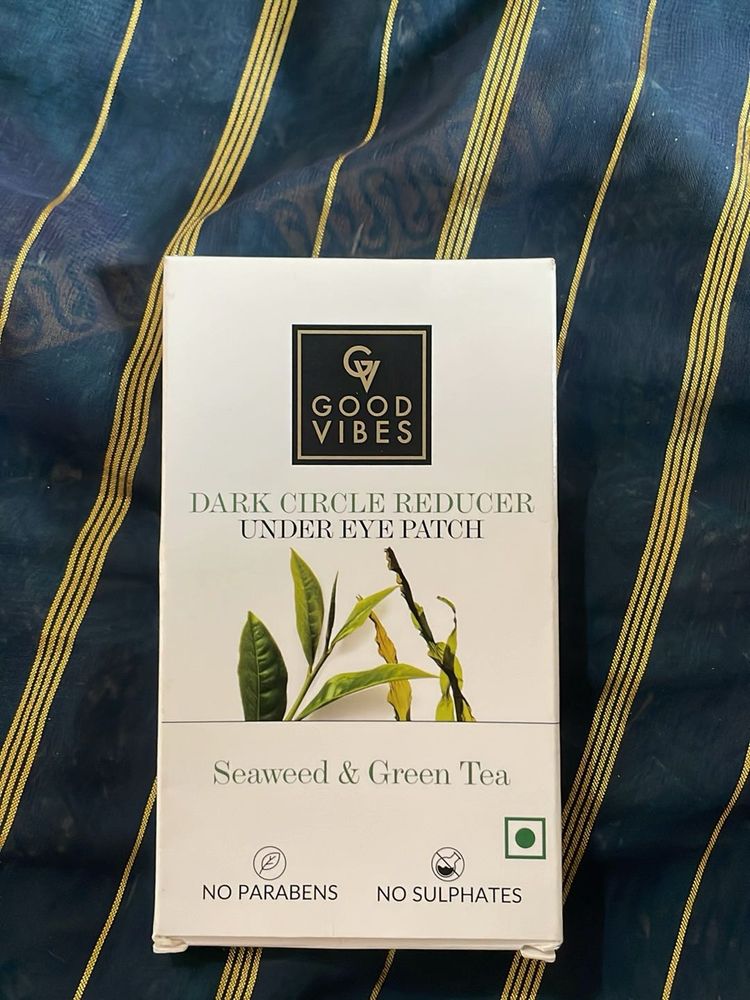 GV
GOOD
VIBES
DARK CIRCLE REDUCER
UNDER EYE PATCH
Seaweed & Green Tea
NO PARABENS
NO SULPHATES